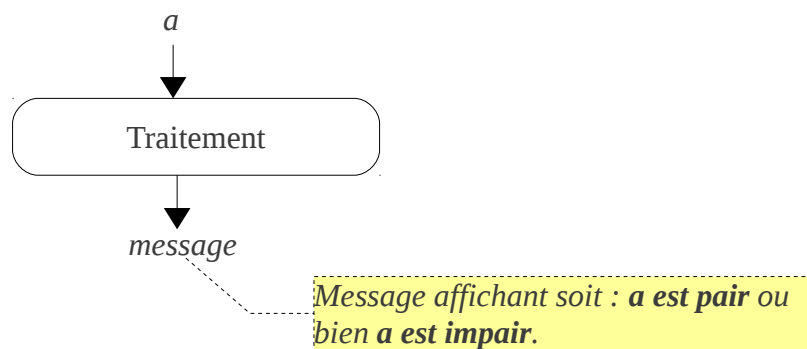 a
Traitement
message
Message affichant soit : a est pair ou
bien a est impair.